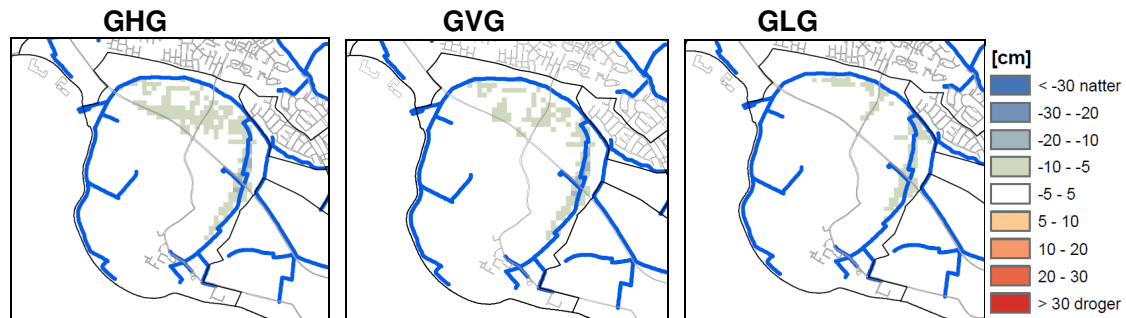 GHG GVG GLG
[cm]
< -30 natter
-30 - -20
-20 - -10
-10 - -5
-5 - 5
5 - 10
10 - 20
20 - 30
> 30 droger